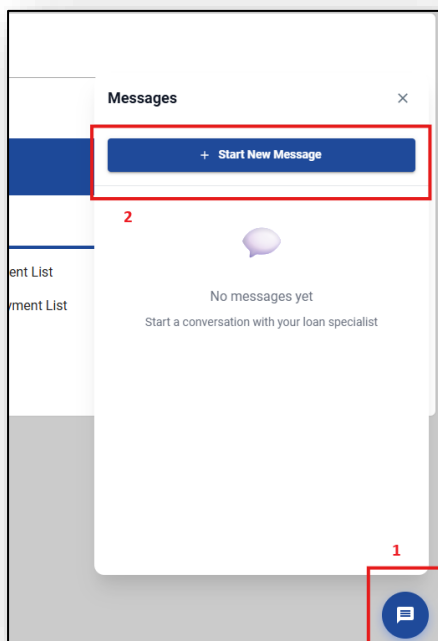 Messages
+ Start New Message
2
No messages yet
ent List
yment List
Start a conversation with your loan specialist
1